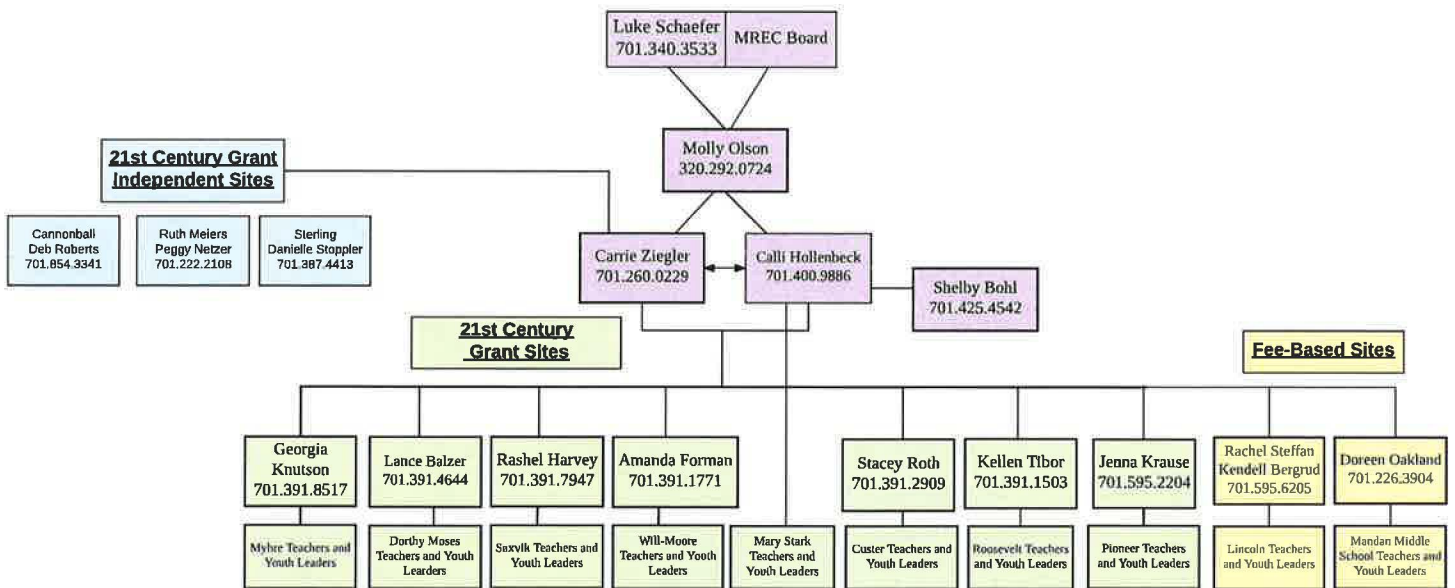 Luke Schaefer
701.340.3533
MREC Board
Molly Olson
320.292.0724
21st Century Grant
Independent Sites
Cannonball
Deb Roberts
701.854.3341
Ruth Meiers
Peggy Netzer
701.222.2108
Sterling
Danielle Stoppler
701.387.4413
Carrie Ziegler
701.260.0229
Calli Hollenbeck
701.400.9886
Shelby Bohl
701.425.4542
21st Century
Grant Sites
Fee-Based Sites
Georgia
Knutson
701.391.8517
Lance Balzer
701.391.4644
Rashel Harvey
701.391.7947
Amanda Forman
701.391.1771
Stacey Roth
701.391.2909
Kellen Tibor
701.391.1503
Jenna Krause
701.595.2204
Rachel Steffan
Kendell Bergrud
701.595.6205
Doreen Oakland
701.226.3904
Myhre Teachers and
Youth Leaders
Dorthy Moses
Teachers and Youth
Learders
Saxvik Teachers and
Youth Leaders
Will-Moore
Teachers and Youth
Leaders
Mary Stark
Teachers and
Youth Leaders
Custer Teachers and
Youth Leaders
Roosevelt Teachers
and Youth Leaders
Pioneer Teachers
and Youth Leaders
Lincoln Teachers
and Youth Leaders
Mandan Middle
School Teachers and
Youth Leaders